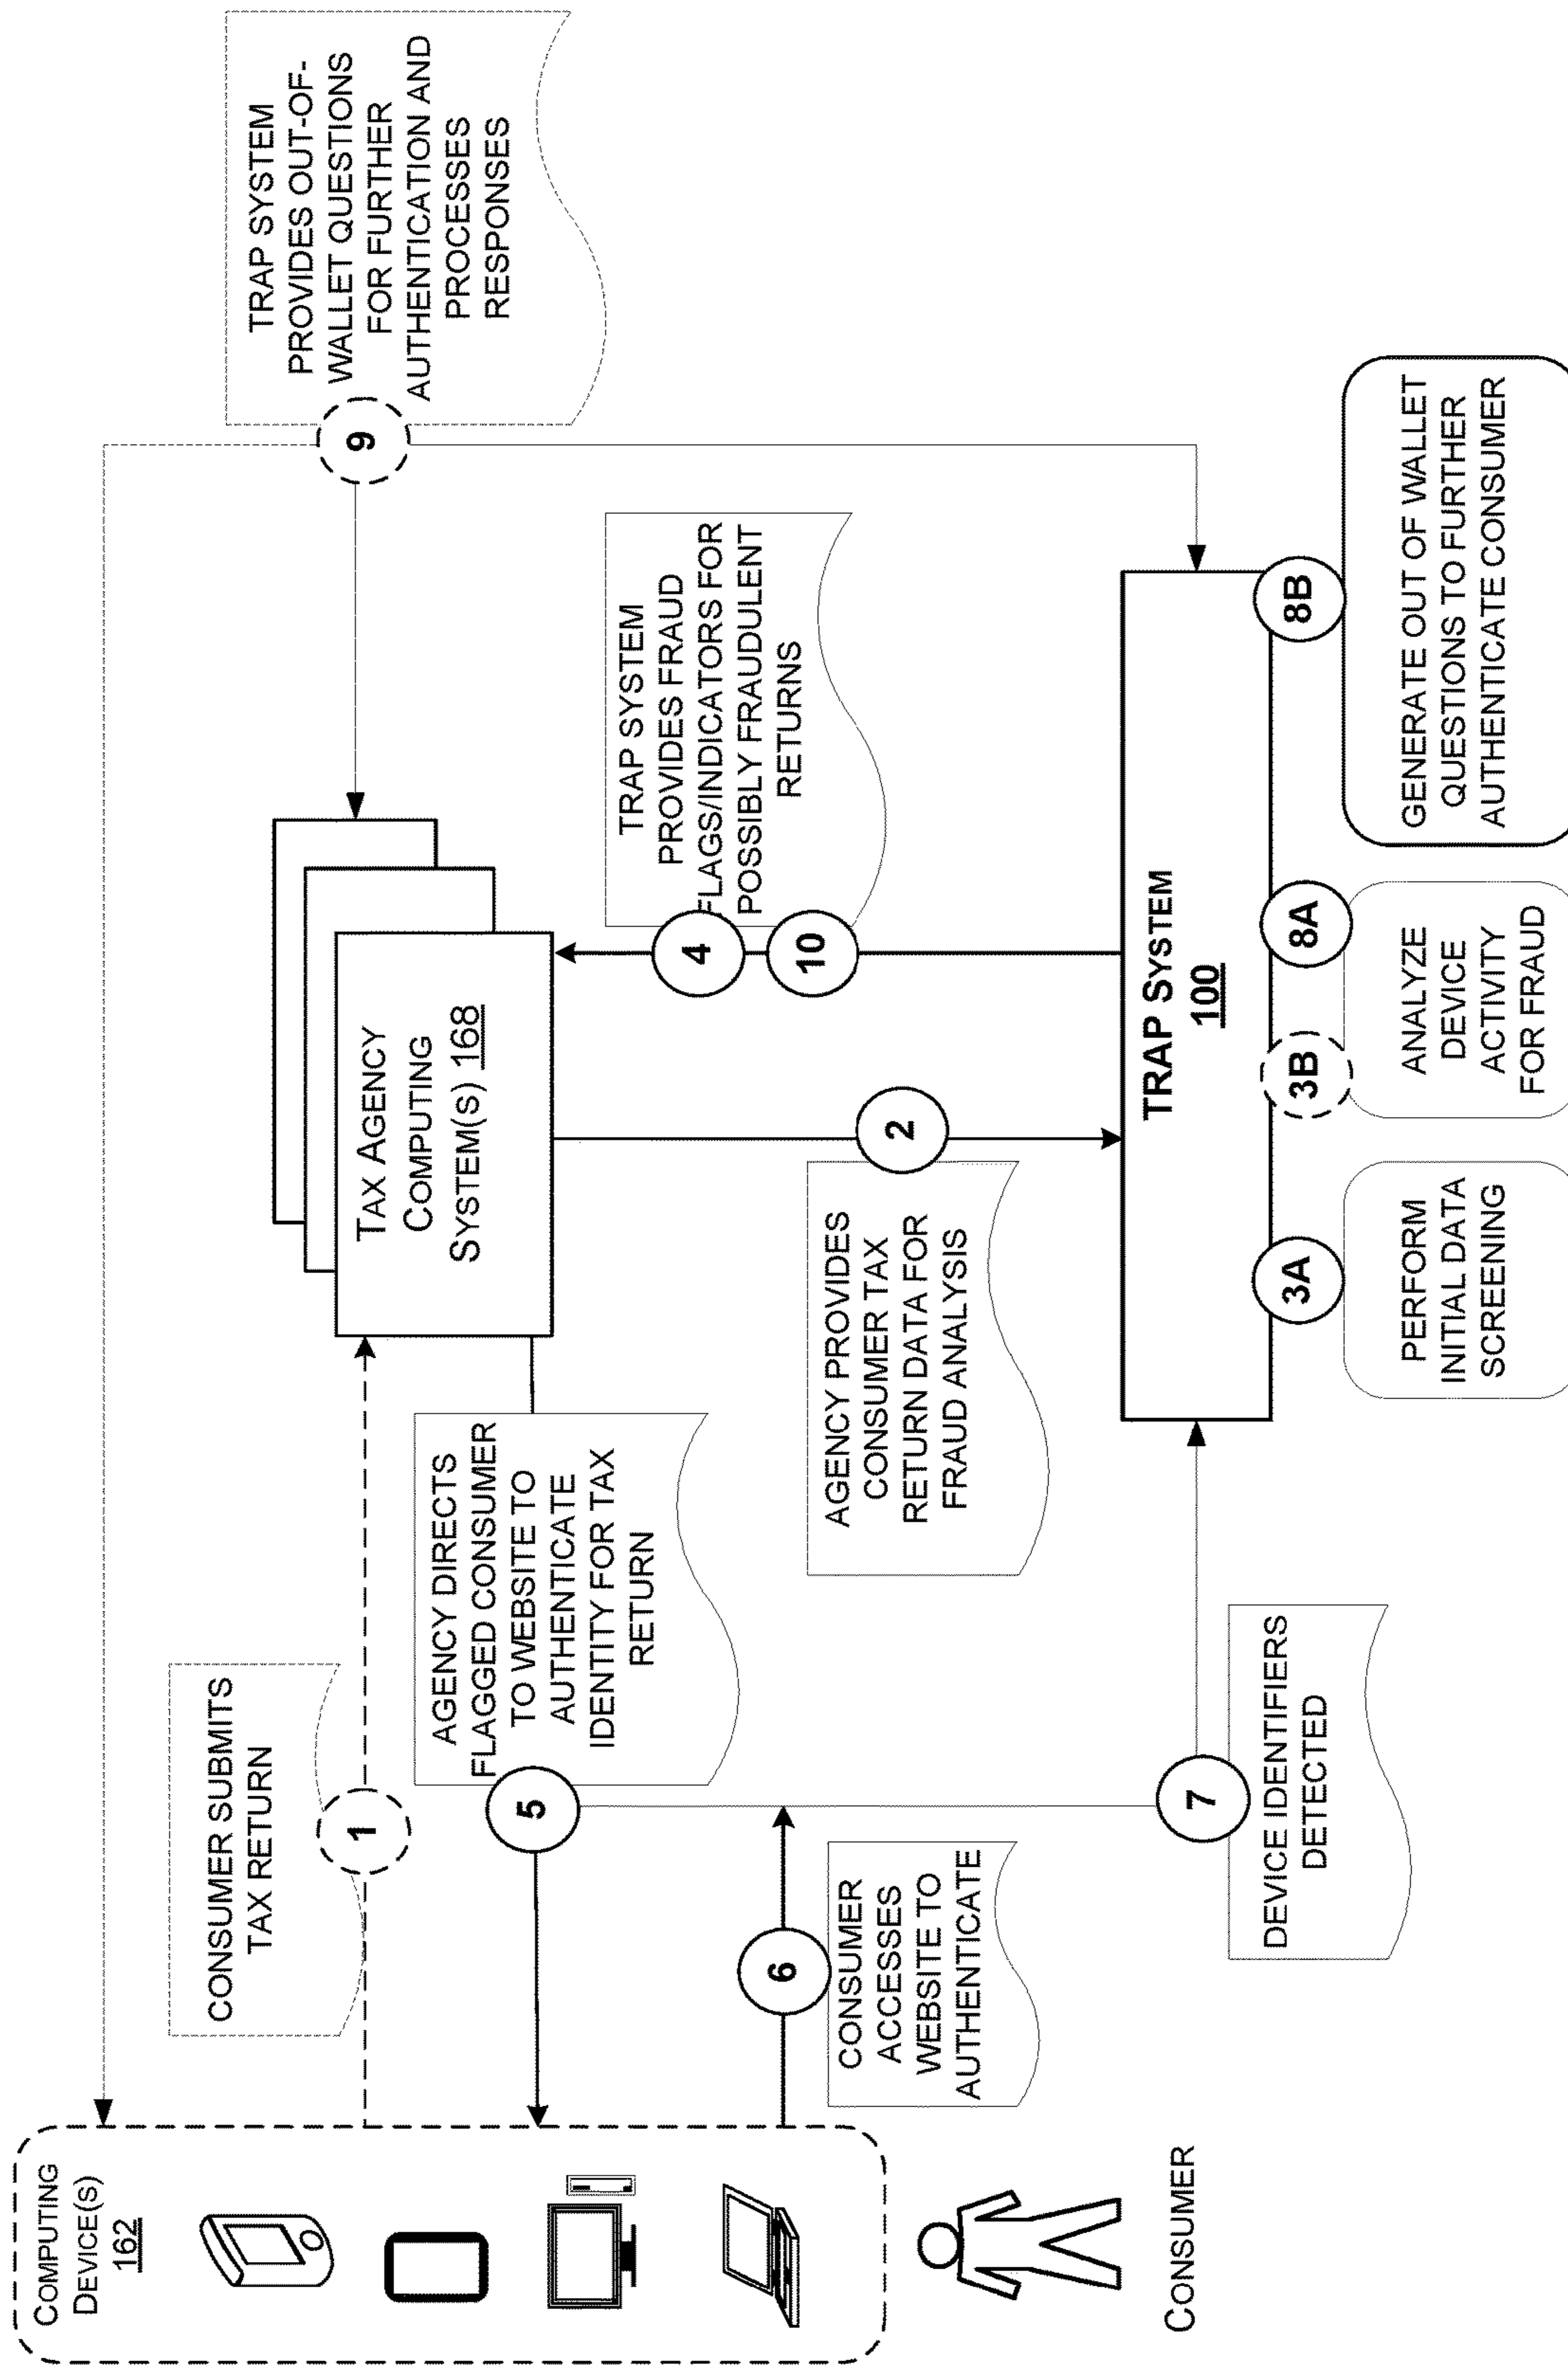 COMPUTING
DEVICE(S)
162
CONSUMER
CONSUMER SUBMITS
TAX RETURN
1
AGENCY DIRECTS
FLAGGED CONSUMER
TO WEBSITE TO
AUTHENTICATE
IDENTITY FOR TAX
RETURN
5
6
CONSUMER
ACCESSES
WEBSITE TO
AUTHENTICATE
7
DEVICE IDENTIFIERS
DETECTED
TAX AGENCY
COMPUTING
SYSTEM(S) 168
2
AGENCY PROVIDES
CONSUMER TAX
RETURN DATA FOR
FRAUD ANALYSIS
4
10
TRAP SYSTEM
PROVIDES FRAUD
FLAGS/INDICATORS FOR
POSSIBLY FRAUDULENT
RETURNS
9
TRAP SYSTEM
PROVIDES OUT-OF-
WALLET QUESTIONS
FOR FURTHER
AUTHENTICATION AND
PROCESSES
RESPONSES
TRAP SYSTEM
100
3A
PERFORM
INITIAL DATA
SCREENING
3B
8A
ANALYZE
DEVICE
ACTIVITY
FOR FRAUD
8B
GENERATE OUT OF WALLET
QUESTIONS TO FURTHER
AUTHENTICATE CONSUMER